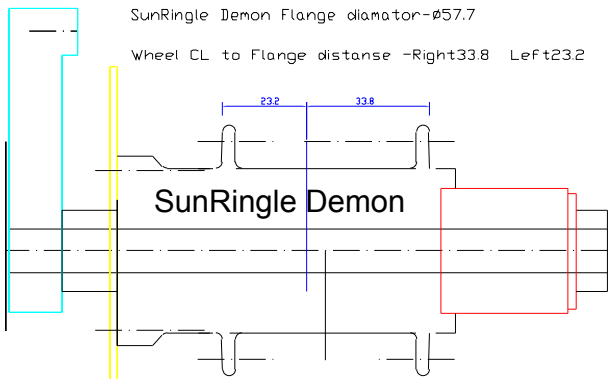 SunRingle Demon Flange diamator-ø57.7
Wheel CL to Flange distanse -Right33.8 Left23.2
23.2 33.8
SunRingle Demon